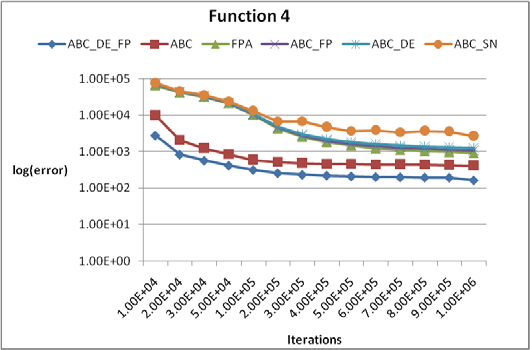 Function 4
ABC_DE_FP ABC FPA ABC_FP ABC_DE ABC_SN
1.00E+05
1.00E+04
1.00E+03
1.00E+02
1.00E+01
1.00E+00
log(error)
1.00E+04 2.00E+04 3.00E+04 5.00E+04 1.00E+05 2.00E+05 3.00E+05 4.00E+05 5.00E+05 6.00E+05 7.00E+05 8.00E+05 9.00E+05 1.00E+06
Iterations